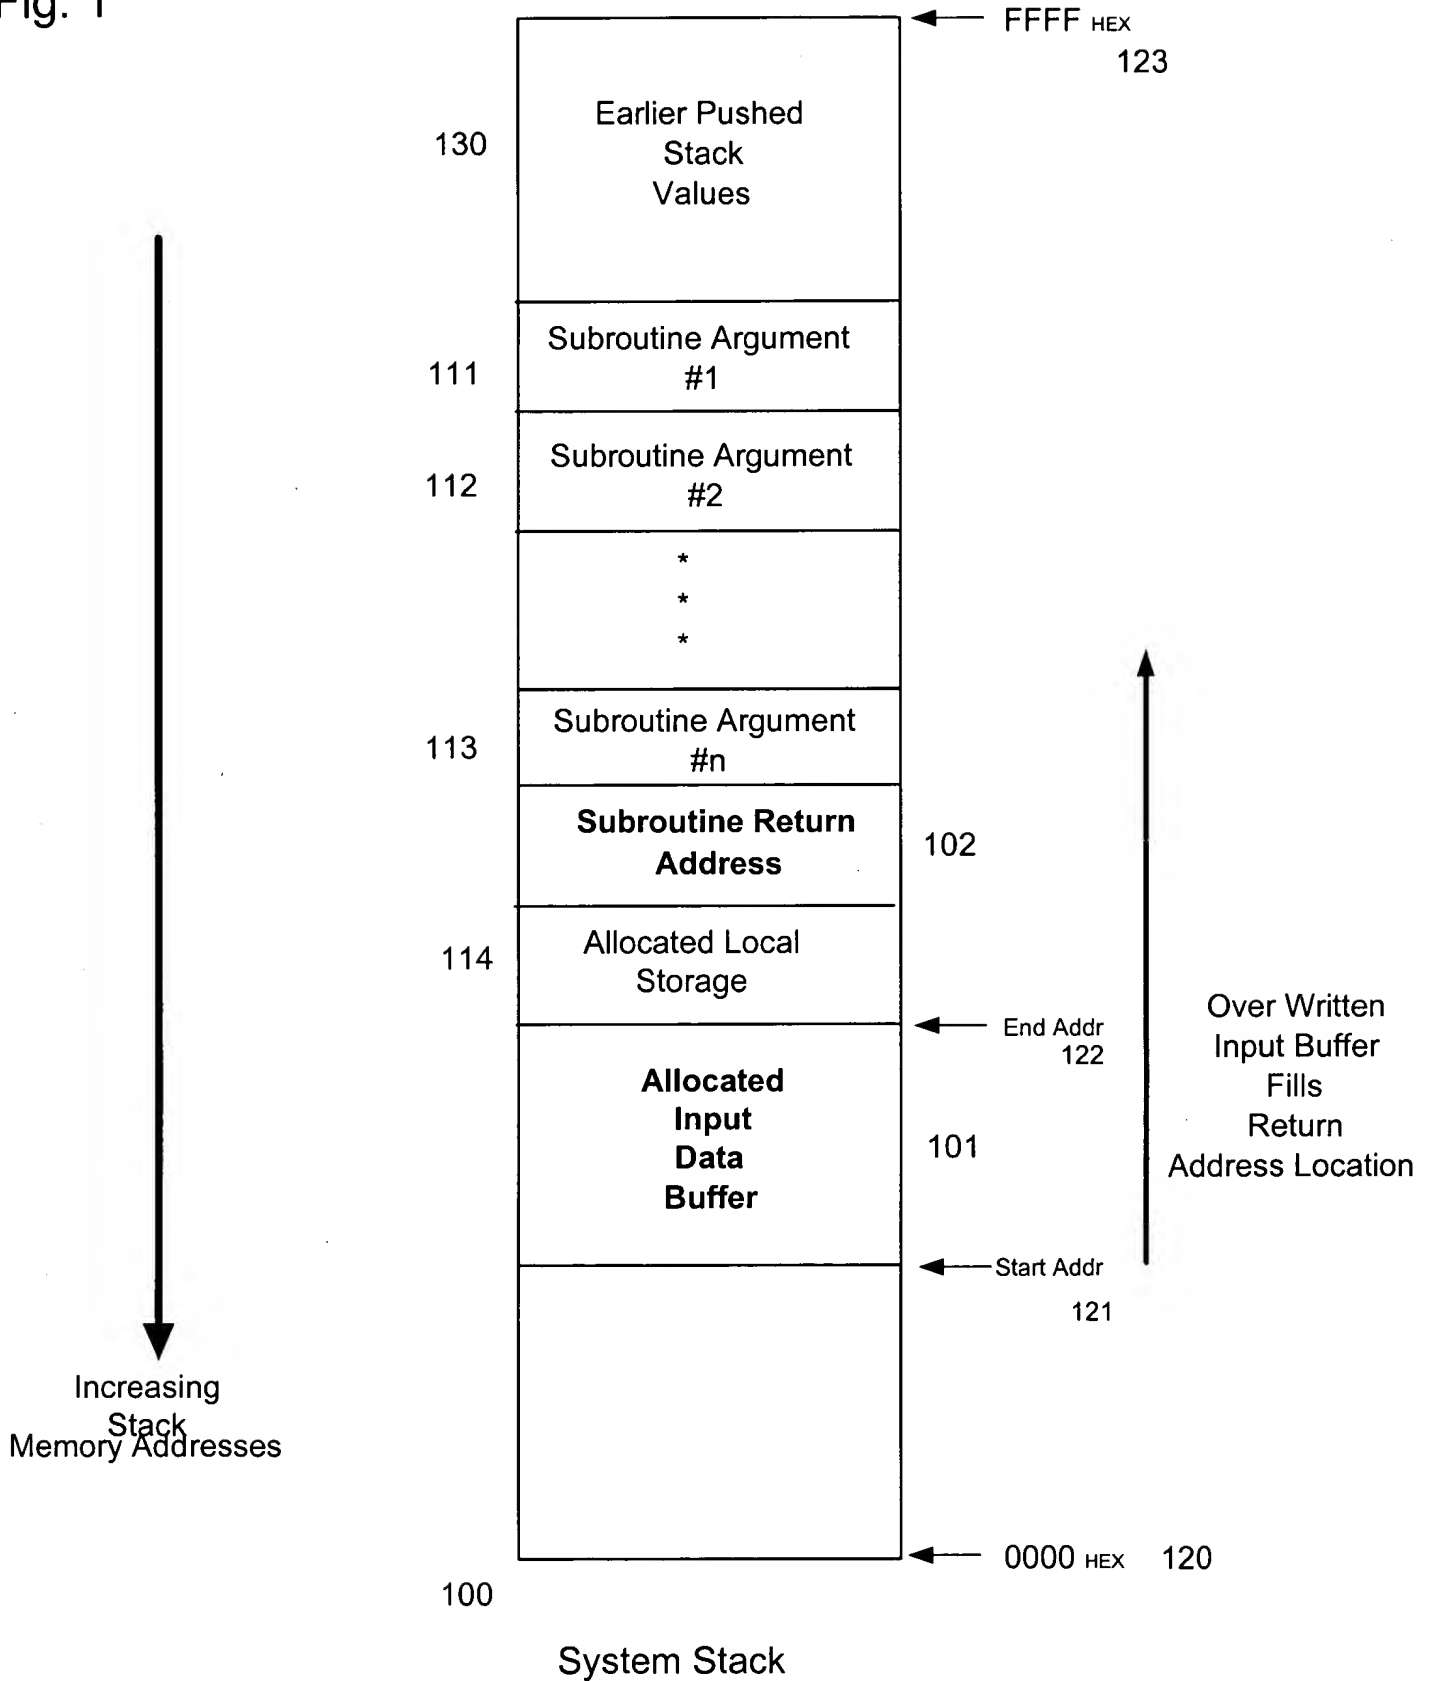 Fig. 1
FFFF HEX
123
130
Earlier Pushed
Stack
Values
111
Subroutine Argument
#1
112
Subroutine Argument
#2
*
*
*
113
Subroutine Argument
#n
Subroutine Return
Address
102
114
Allocated Local
Storage
End Addr
122
Over Written
Input Buffer
Fills
Return
Address Location
Allocated
Input
Data
Buffer
101
Start Addr
121
Increasing
Stack
Memory Addresses
0000 HEX 120
100
System Stack